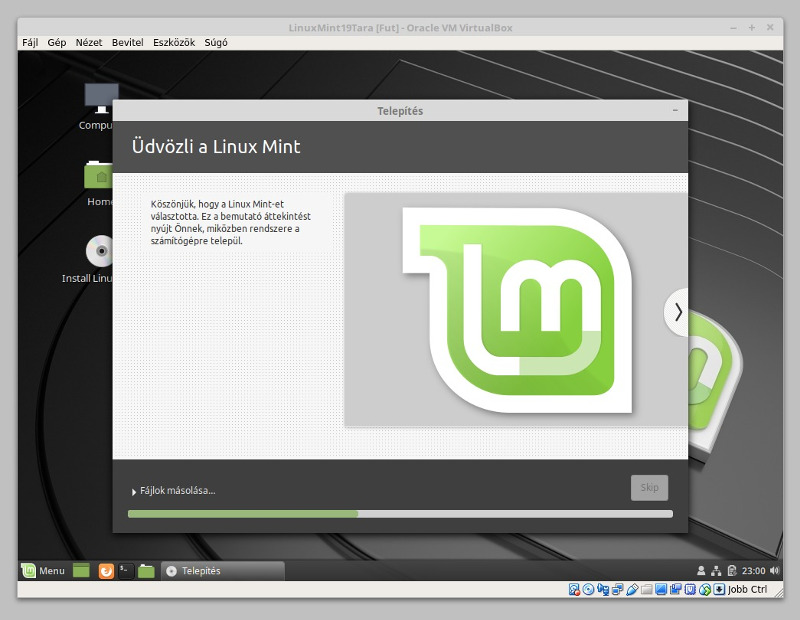 LinuxMint19Tara [Fut] - Oracle VM VirtualBox
Fájl Gép Nézet Bevitel Eszközök Súgó
Compu
Home
Install Linu
Telepítés
Üdvözli a Linux Mint
Köszönjük, hogy a Linux Mint-et
választotta. Ez a bemutató áttekintést
nyújt Önnek, miközben rendszere a
számítógépre települ.
Fájlok másolása...
Skip
Menu
Telepítés
23:00
Jobb Ctrl